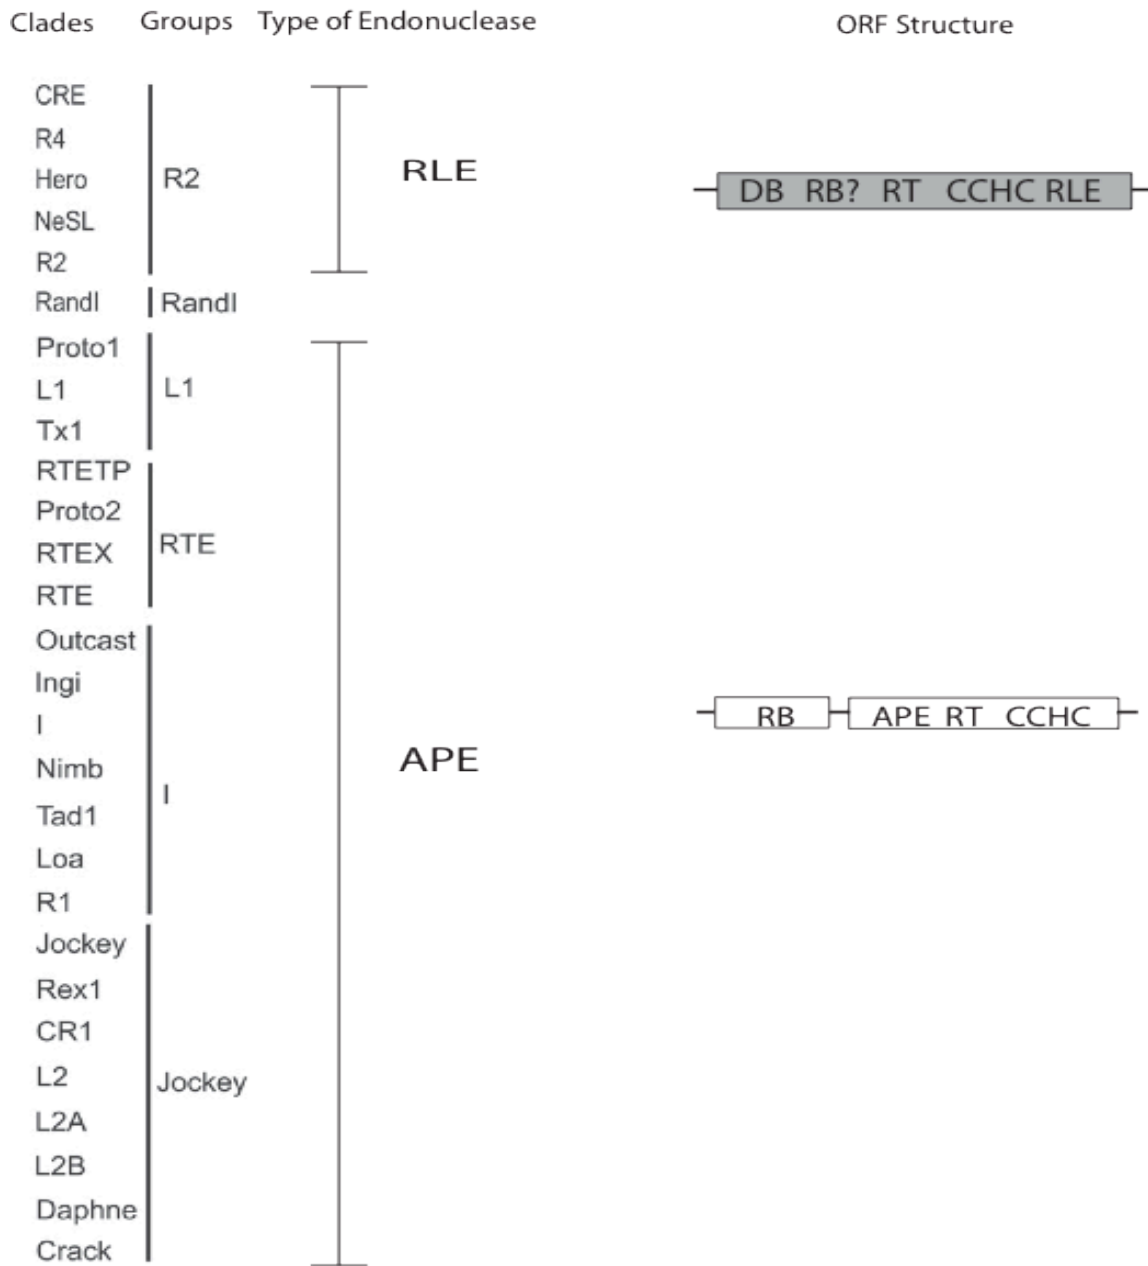 Clades Groups Type of Endonuclease ORF Structure
CRE
R4
Hero
NeSL
R2
R2
RLE
DB RB? RT CCHC RLE
RandI
RandI
Proto1
L1
Tx1
L1
RTETP
Proto2
RTEX
RTE
RTE
Outcast
Ingi
I
Nimb
Tad1
Loa
R1
I
APE
RB APE RT CCHC
Jockey
Rex1
CR1
L2
L2A
L2B
Daphne
Crack
Jockey